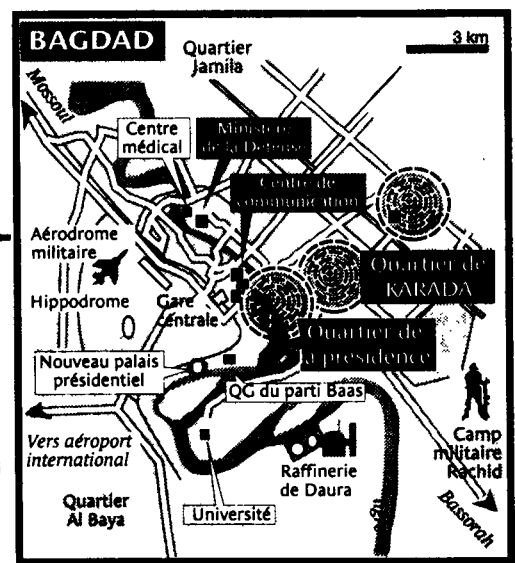 BAGDAD
3 km
Quartier
Jamila
Mossoul
Centre
médical
Ministère
de la Défense
Centre de
communication
Aérodrome
militaire
Quartier de
KARADA
Hippodrome
Gare
Centrale
Quartier de
la présidence
Nouveau palais
présidentiel
QG du parti Baas
Vers aéroport
international
Camp
militaire
Rachid
Raffinerie
de Daura
Bassorah
Quartier
Al Baya
Université